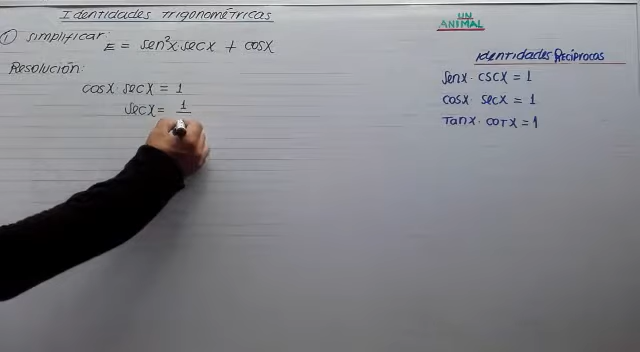 Identidades Trigonométricas
① Simplificar:
E = sen²x.secx + cosx
Resolución:
cosx. secx = 1
secx = 1
UN
ANIMAL
Identidades Recíprocas
senx. cscx = 1
cosx. secx = 1
Tanx. cotx = 1